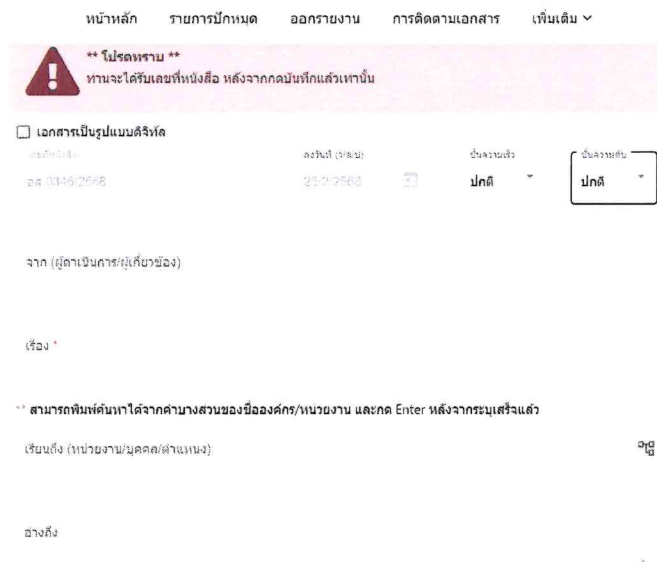 หน้าหลัก รายการปักหมุด ออกรายงาน การติดตามเอกสาร เพิ่มเติม
** โปรดทราบ **
ท่านจะได้รับเลขที่หนังสือ หลังจากกดบันทึกแล้วเท่านั้น
เอกสารเป็นรูปแบบดิจิทัล
ลงวันที่ (ว/ด/ป) ชั้นความเร็ว ชั้นความลับ
0346/2568 ปกติ ปกติ
จาก (ผู้ดำเนินการ/ผู้เกี่ยวข้อง)
เรื่อง *
** สามารถพิมพ์ค้นหาได้จากคำบางส่วนของชื่อองค์กร/หน่วยงาน และกด Enter หลังจากระบุเสร็จแล้ว
เรียนถึง (หน่วยงาน/บุคคล/ตำแหน่ง)
อ้างถึง